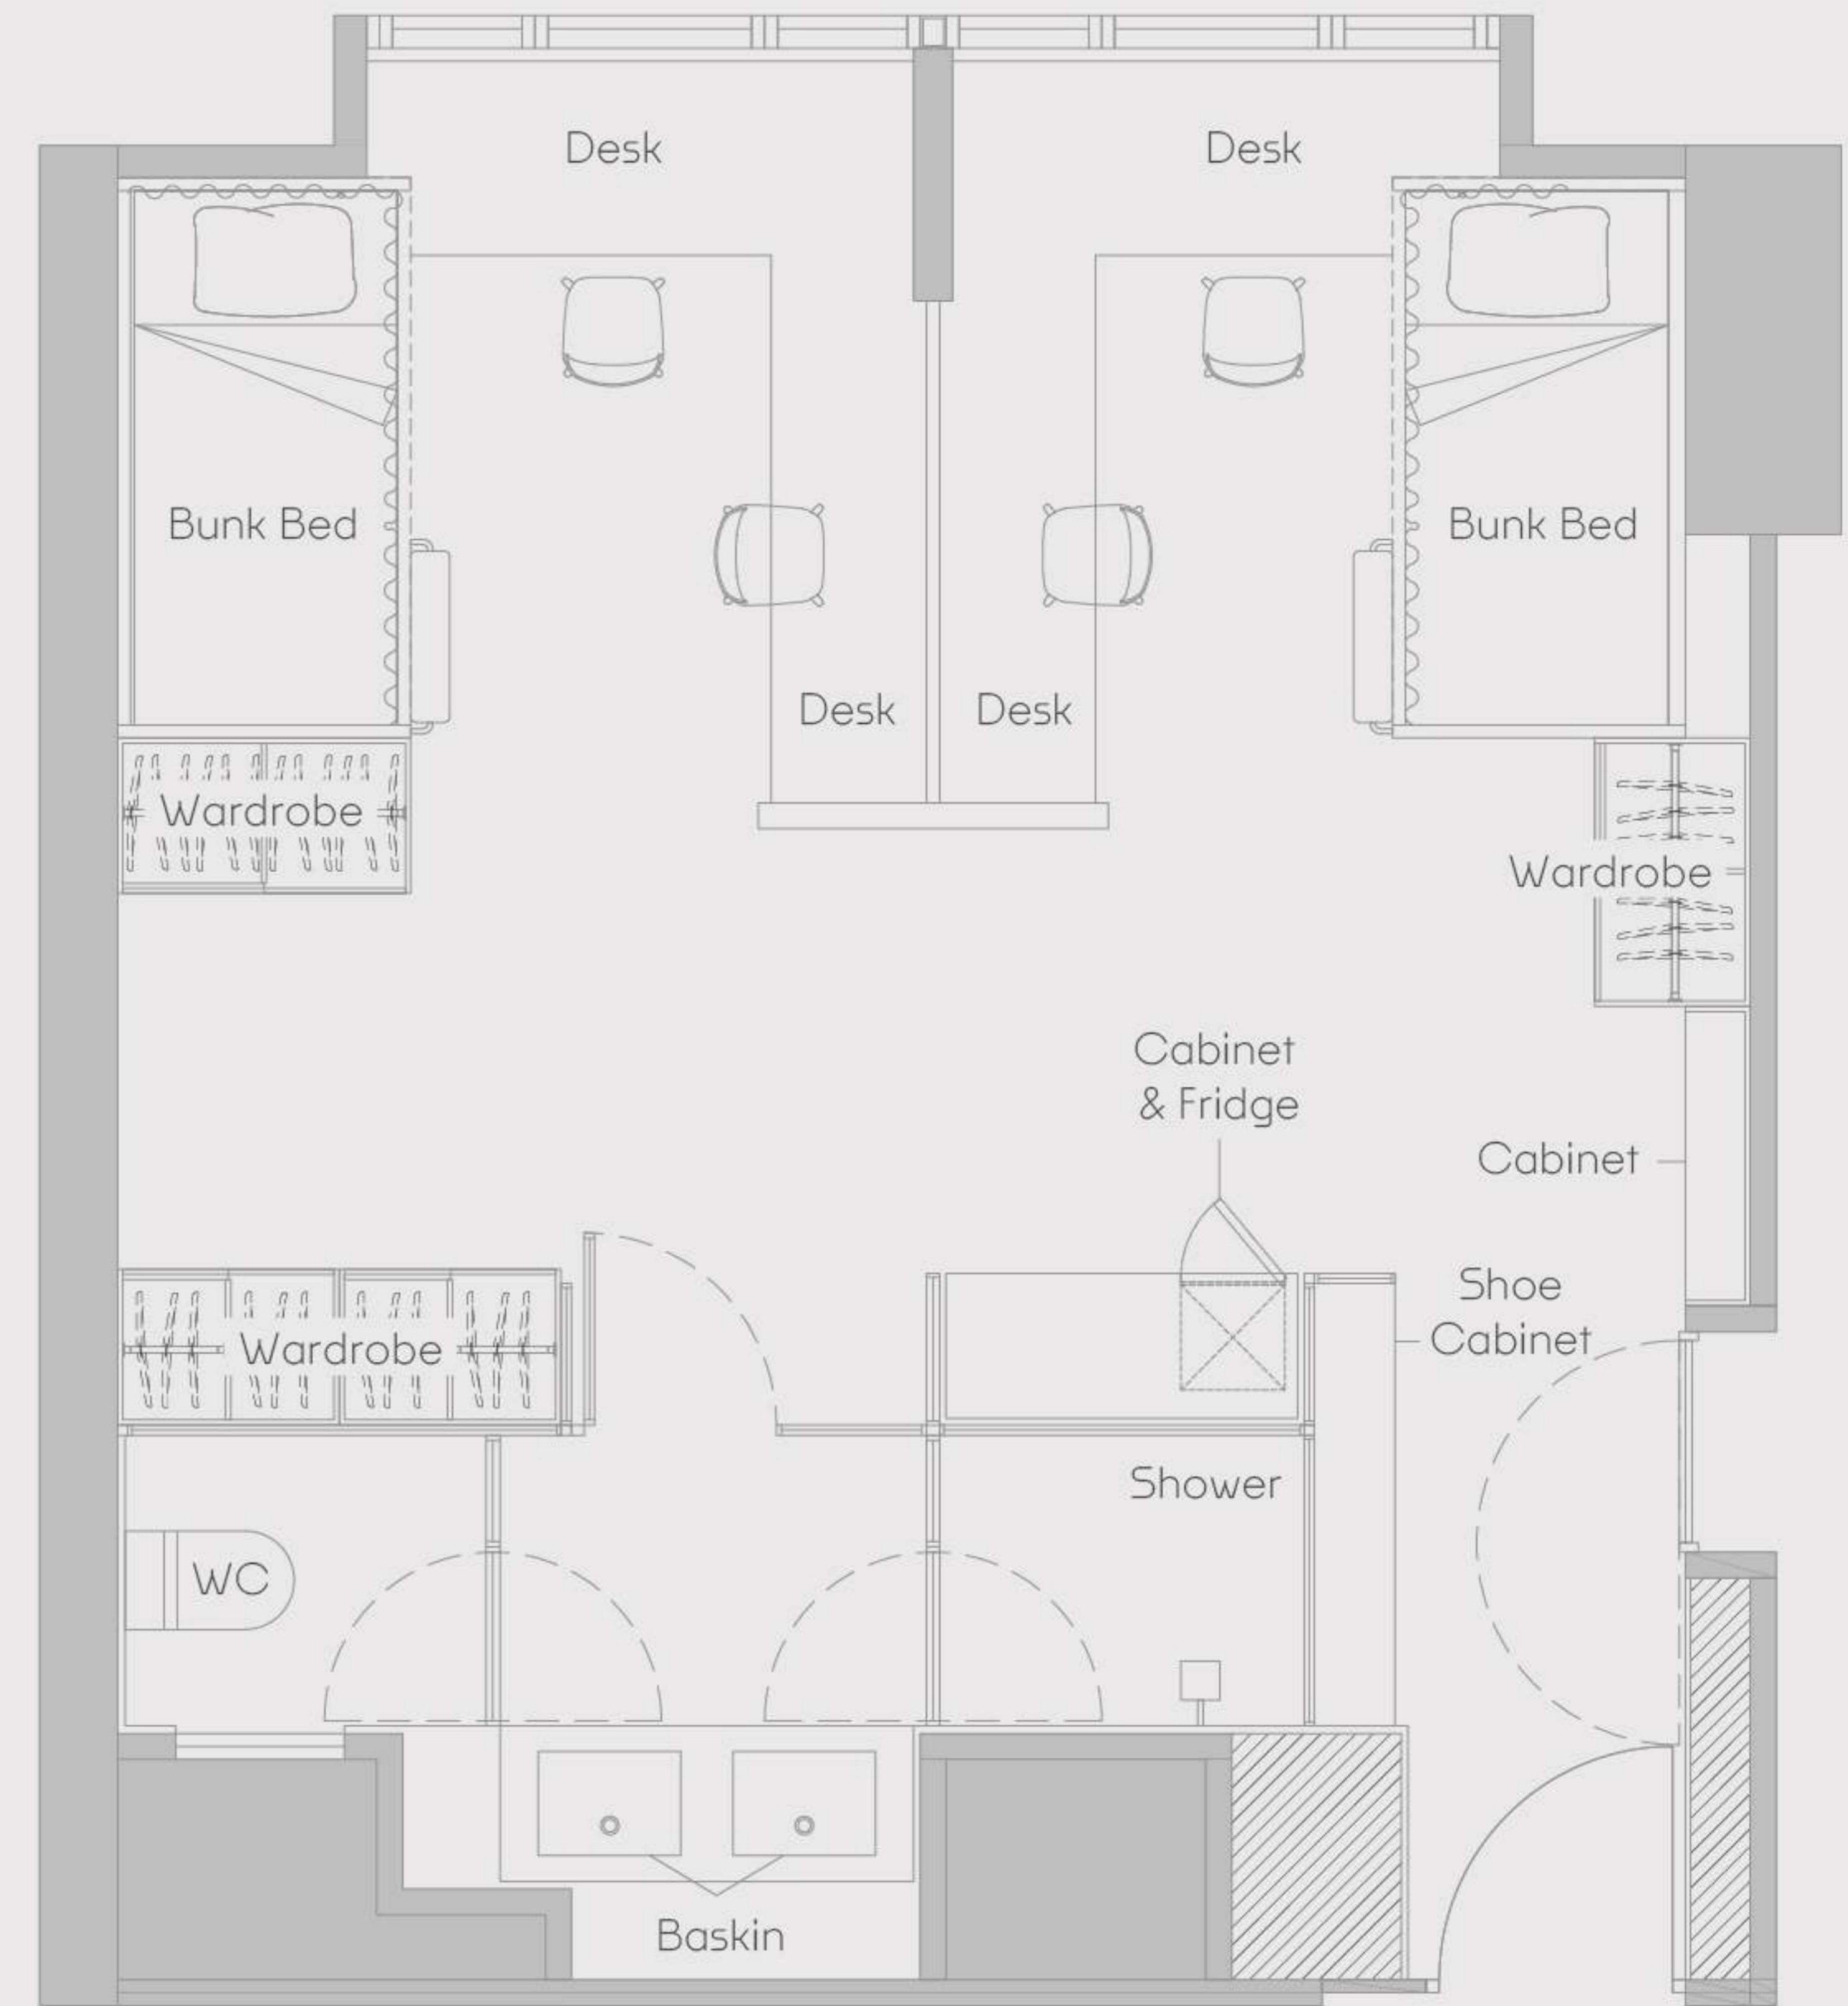 Desk
Desk
Bunk Bed
Bunk Bed
Desk
Desk
Wardrobe
Wardrobe
Cabinet
& Fridge
Cabinet
Shoe
Cabinet
Wardrobe
Shower
WC
Baskin